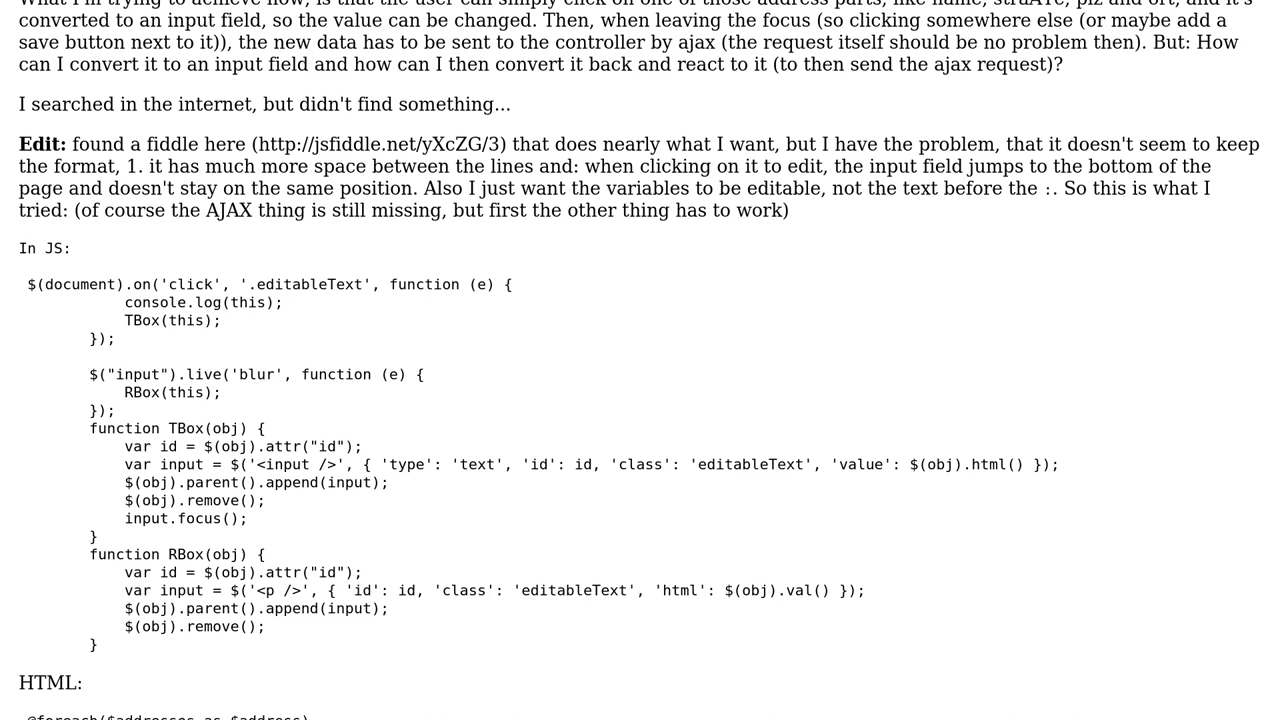 converted to an input field, so the value can be changed. Then, when leaving the focus (so clicking somewhere else (or maybe add a
save button next to it)), the new data has to be sent to the controller by ajax (the request itself should be no problem then). But: How
can I convert it to an input field and how can I then convert it back and react to it (to then send the ajax request)?
I searched in the internet, but didn't find something...
Edit: found a fiddle here (http://jsfiddle.net/yXcZG/3) that does nearly what I want, but I have the problem, that it doesn't seem to keep
the format, 1. it has much more space between the lines and: when clicking on it to edit, the input field jumps to the bottom of the
page and doesn't stay on the same position. Also I just want the variables to be editable, not the text before the :. So this is what I
tried: (of course the AJAX thing is still missing, but first the other thing has to work)
In JS:
$(document).on('click', '.editableText', function (e) {
console.log(this);
TBox(this);
});
$("input").live('blur', function (e) {
RBox(this);
});
function TBox(obj) {
var id = $(obj).attr("id");
var input = $('<input />', { 'type': 'text', 'id': id, 'class': 'editableText', 'value': $(obj).html() });
$(obj).parent().append(input);
$(obj).remove();
input.focus();
}
function RBox(obj) {
var id = $(obj).attr("id");
var input = $('<p />', { 'id': id, 'class': 'editableText', 'html': $(obj).val() });
$(obj).parent().append(input);
$(obj).remove();
}
HTML:
@foreach($addresses as $address)